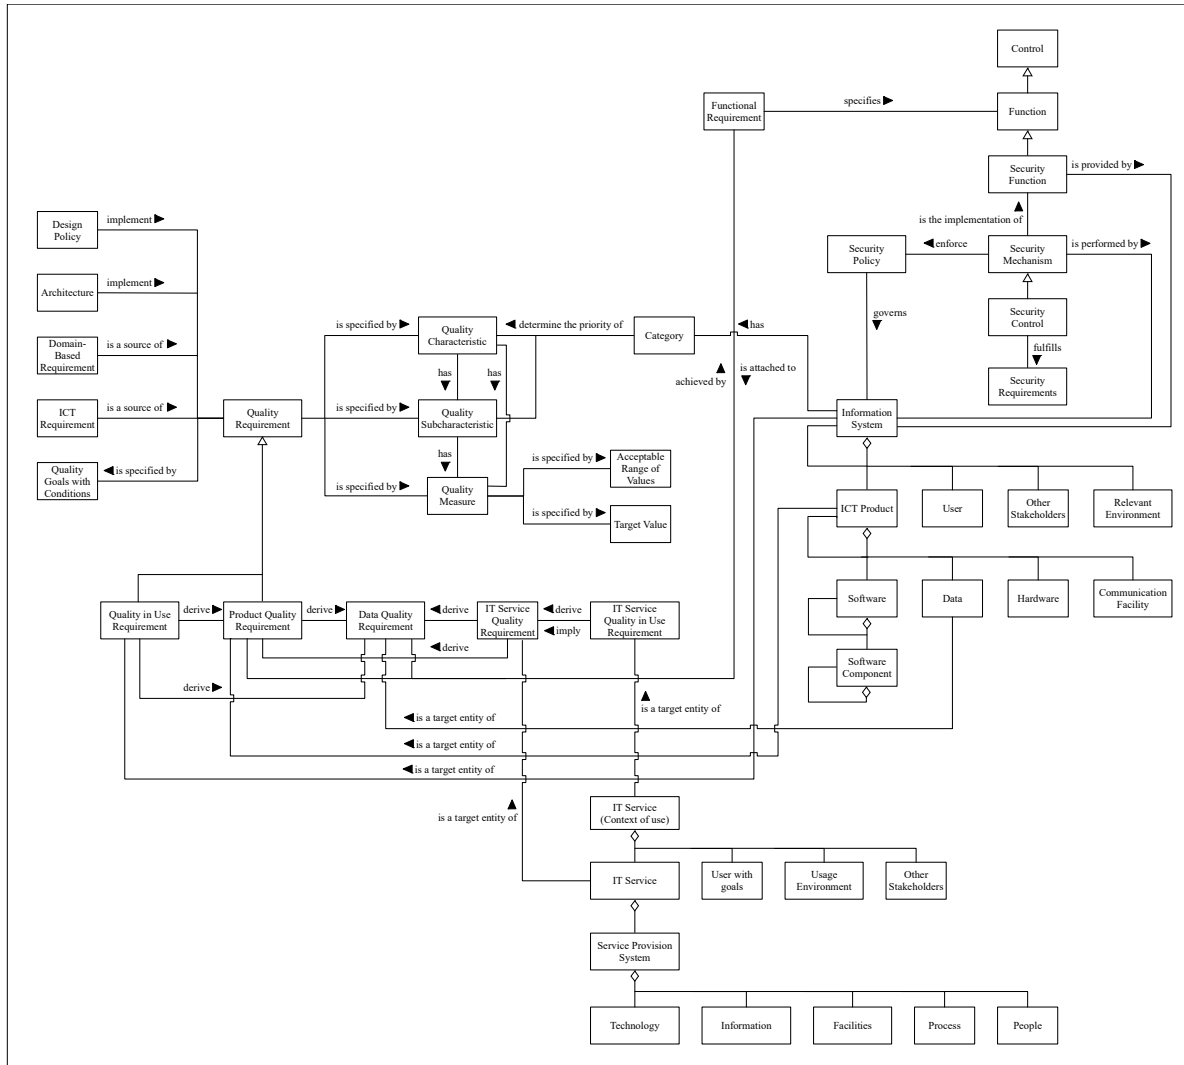 Control
Functional
Requirement
specifies
Function
Security
Function
is provided by
is the implementation of
Design
Policy
implement
Security
Policy
enforce
Security
Mechanism
is performed by
Architecture
implement
Security
Control
governs
fulfills
Security
Requirements
Domain-
Based
Requirement
is a source of
is specified by
Quality
Characteristic
determine the priority of
Category
has
has
has
achieved by
is attached to
ICT
Requirement
is a source of
Quality
Requirement
is specified by
Quality
Subcharacteristic
Information
System
has
Quality
Goals with
Conditions
is specified by
is specified by
Quality
Measure
is specified by
Acceptable
Range of
Values
is specified by
Target Value
ICT Product
User
Other
Stakeholders
Relevant
Environment
Software
Data
Hardware
Communication
Facility
Software
Component
Quality in Use
Requirement
derive
Product Quality
Requirement
derive
Data Quality
Requirement
derive
IT Service
Quality
Requirement
derive
imply
IT Service
Quality in Use
Requirement
derive
derive
is a target entity of
is a target entity of
is a target entity of
is a target entity of
is a target entity of
IT Service
(Context of use)
IT Service
User with
goals
Usage
Environment
Other
Stakeholders
Service Provision
System
Technology
Information
Facilities
Process
People